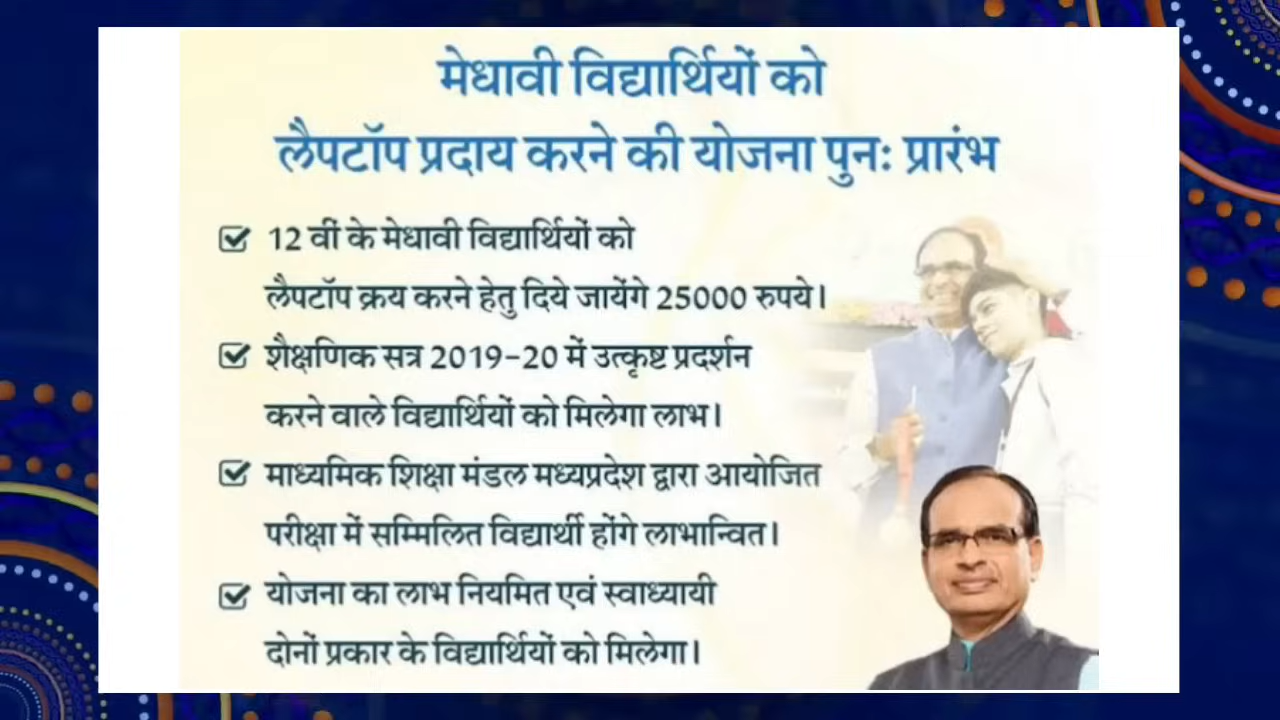 मेधावी विद्यार्थियों को
लैपटॉप प्रदाय करने की योजना पुनः प्रारंभ
12 वीं के मेधावी विद्यार्थियों को
लैपटॉप क्रय करने हेतु दिये जायेंगे 25000 रुपये।
शैक्षणिक सत्र 2019-20 में उत्कृष्ट प्रदर्शन
करने वाले विद्यार्थियों को मिलेगा लाभ।
माध्यमिक शिक्षा मंडल मध्यप्रदेश द्वारा आयोजित
परीक्षा में सम्मिलित विद्यार्थी होंगे लाभान्वित।
योजना का लाभ नियमित एवं स्वाध्यायी
दोनों प्रकार के विद्यार्थियों को मिलेगा।